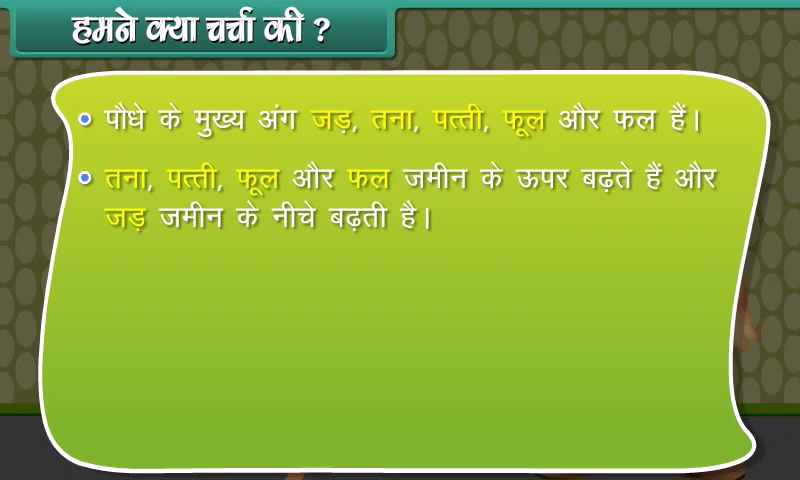 हमने क्या चर्चा की ?
पौधे के मुख्य अंग जड़, तना, पत्ती, फूल और फल हैं।
तना, पत्ती, फूल और फल जमीन के ऊपर बढ़ते हैं और
जड़ जमीन के नीचे बढ़ती है।